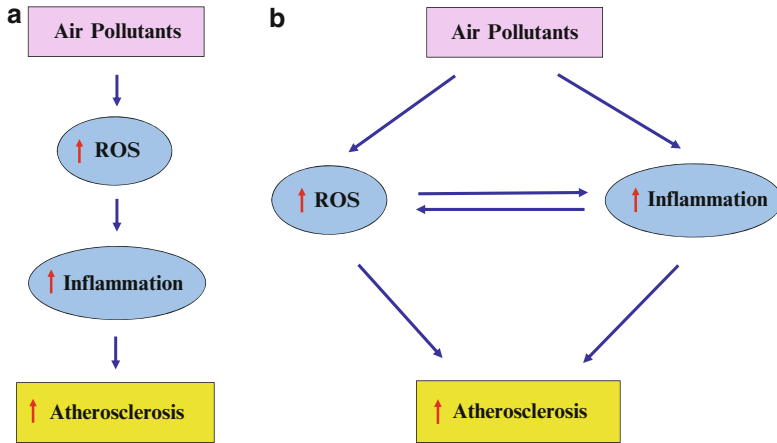 a
Air Pollutants
ROS
Inflammation
Atherosclerosis
b
Air Pollutants
ROS
Inflammation
Atherosclerosis